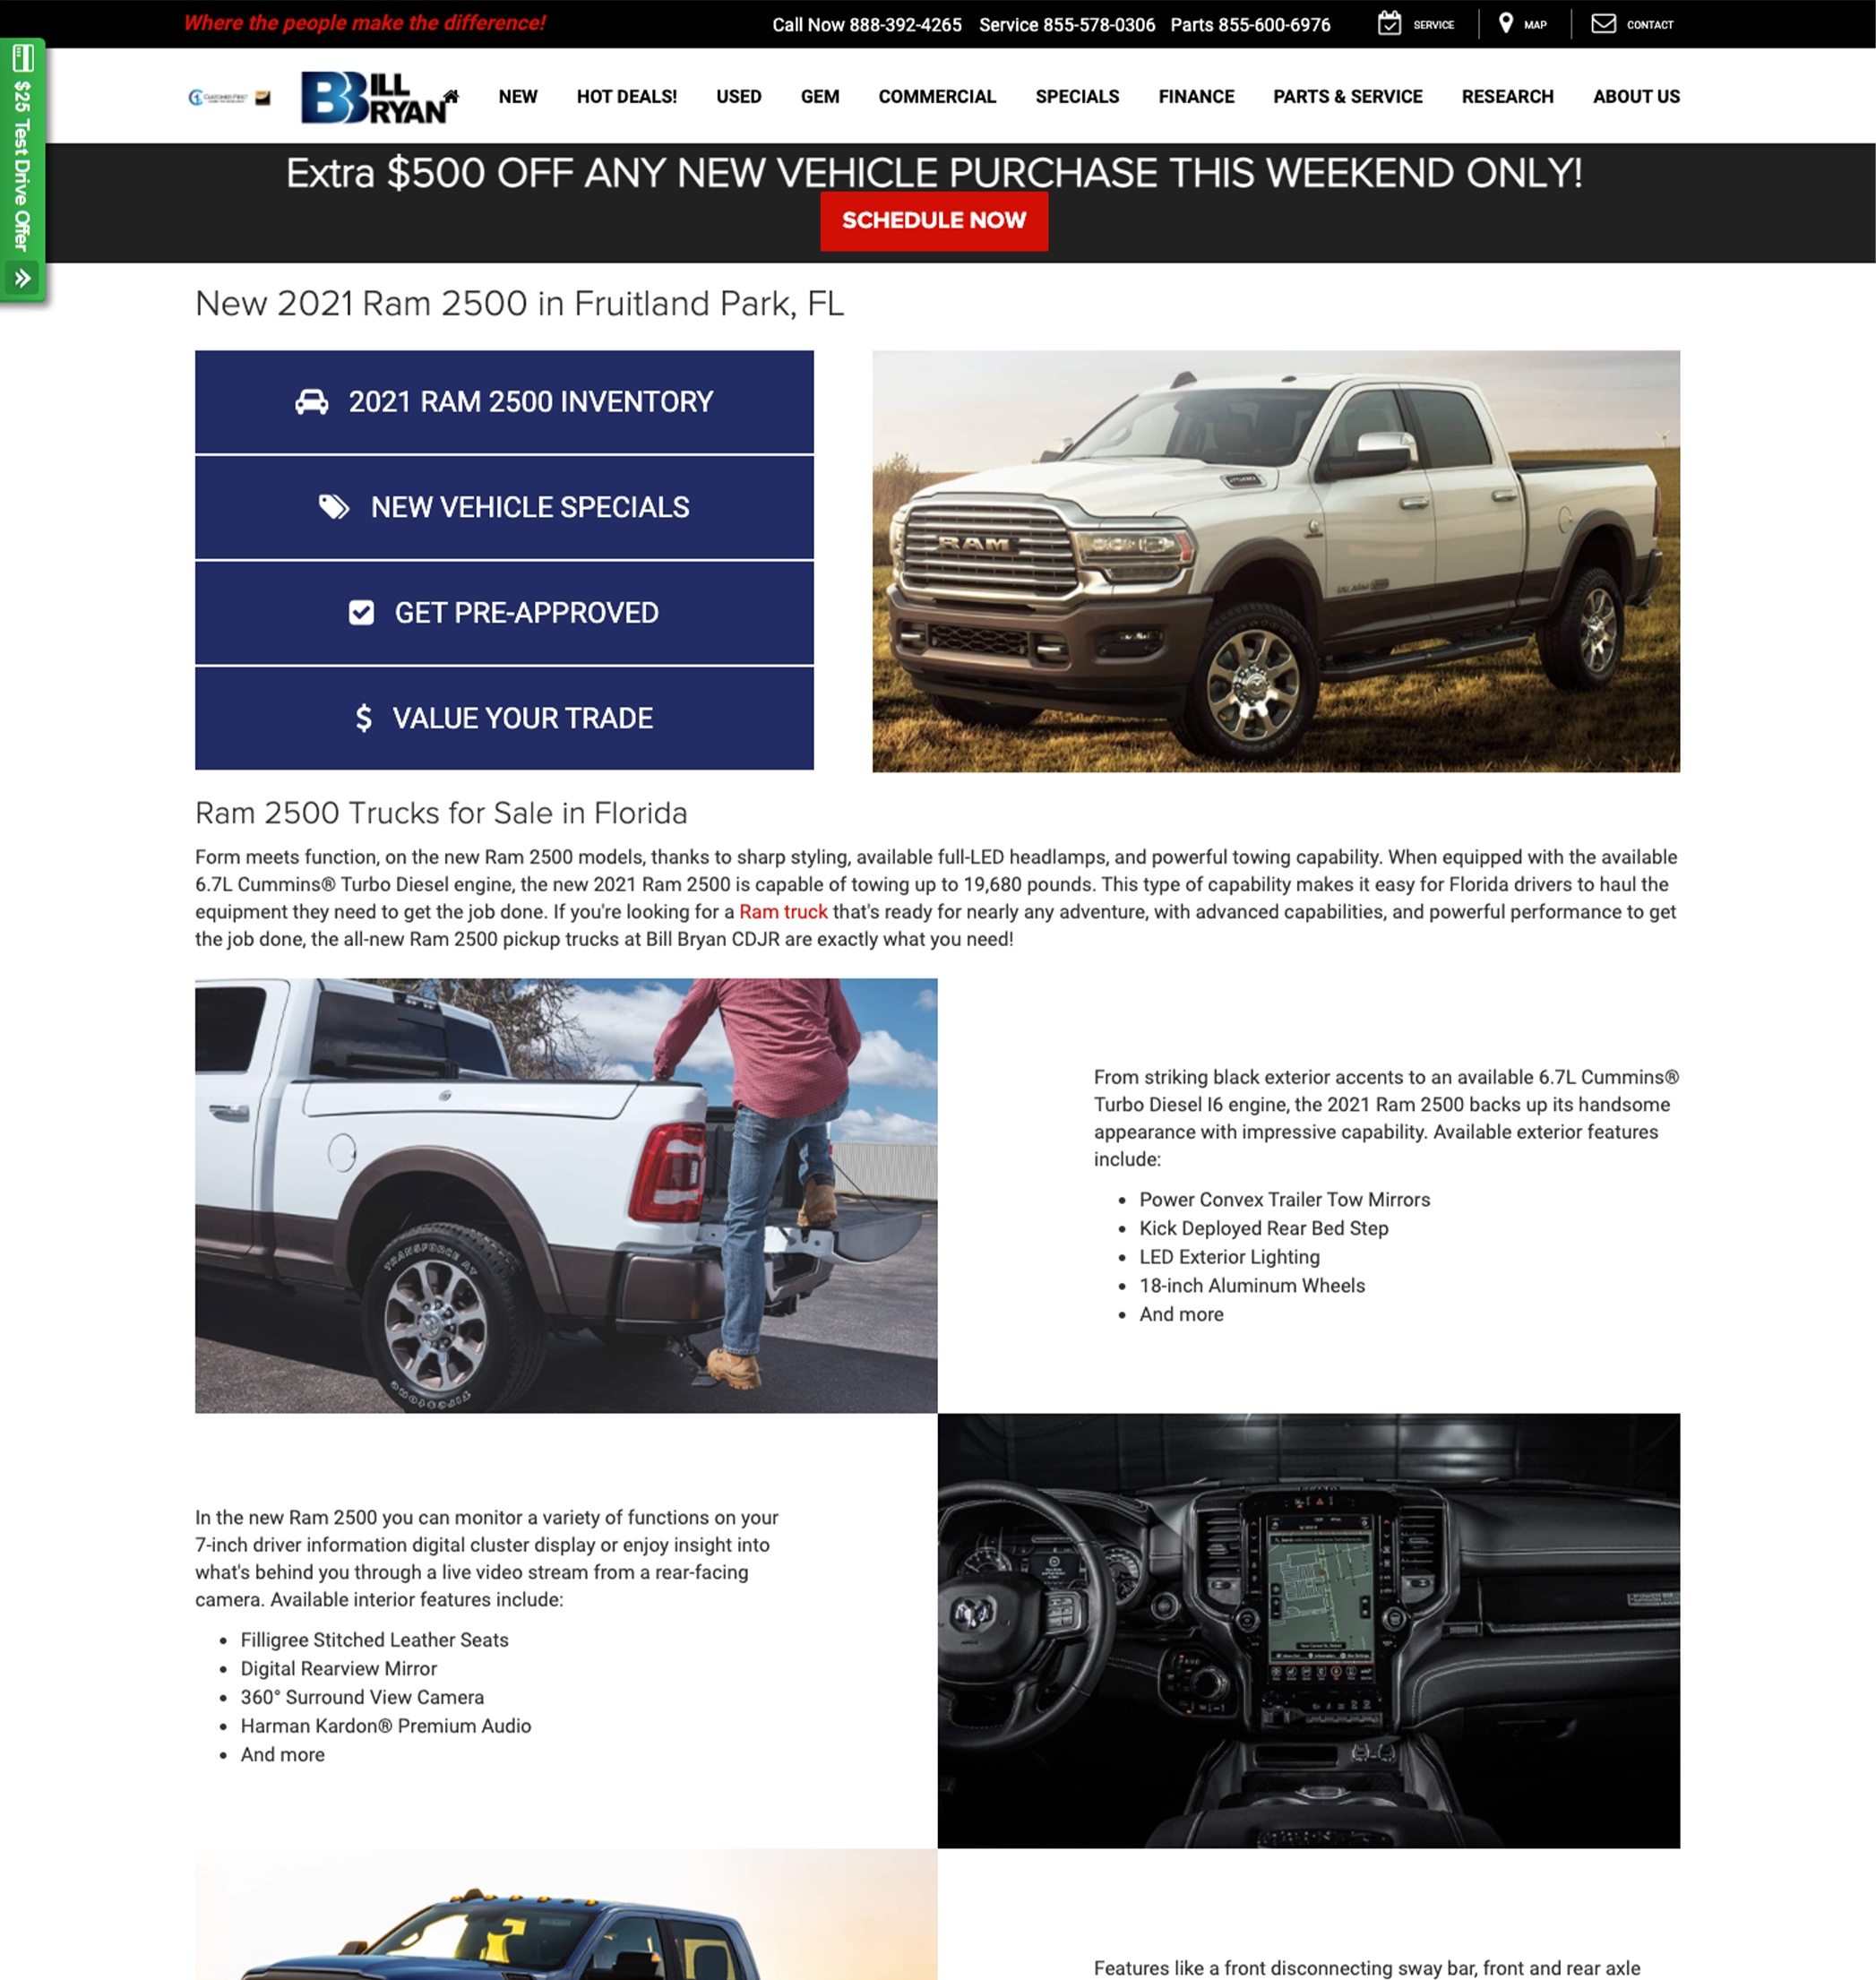 Where the people make the difference!
Call Now 888-392-4265 Service 855-578-0306 Parts 855-600-6976
SERVICE
MAP
CONTACT
$25 Test Drive Offer
CUSTOMER FIRST
BILL
BRYAN
NEW
HOT DEALS!
USED
GEM
COMMERCIAL
SPECIALS
FINANCE
PARTS & SERVICE
RESEARCH
ABOUT US
Extra $500 OFF ANY NEW VEHICLE PURCHASE THIS WEEKEND ONLY!
SCHEDULE NOW
New 2021 Ram 2500 in Fruitland Park, FL
2021 RAM 2500 INVENTORY
NEW VEHICLE SPECIALS
GET PRE-APPROVED
$ VALUE YOUR TRADE
RAM
Ram 2500 Trucks for Sale in Florida
Form meets function, on the new Ram 2500 models, thanks to sharp styling, available full-LED headlamps, and powerful towing capability. When equipped with the available
6.7L Cummins® Turbo Diesel engine, the new 2021 Ram 2500 is capable of towing up to 19,680 pounds. This type of capability makes it easy for Florida drivers to haul the
equipment they need to get the job done. If you're looking for a Ram truck that's ready for nearly any adventure, with advanced capabilities, and powerful performance to get
the job done, the all-new Ram 2500 pickup trucks at Bill Bryan CDJR are exactly what you need!
TRANSFORCE AT
FIRESTONE
From striking black exterior accents to an available 6.7L Cummins®
Turbo Diesel I6 engine, the 2021 Ram 2500 backs up its handsome
appearance with impressive capability. Available exterior features
include:
• Power Convex Trailer Tow Mirrors
• Kick Deployed Rear Bed Step
• LED Exterior Lighting
• 18-inch Aluminum Wheels
• And more
In the new Ram 2500 you can monitor a variety of functions on your
7-inch driver information digital cluster display or enjoy insight into
what's behind you through a live video stream from a rear-facing
camera. Available interior features include:
• Filligree Stitched Leather Seats
• Digital Rearview Mirror
• 360° Surround View Camera
• Harman Kardon® Premium Audio
• And more
Features like a front disconnecting sway bar, front and rear axle